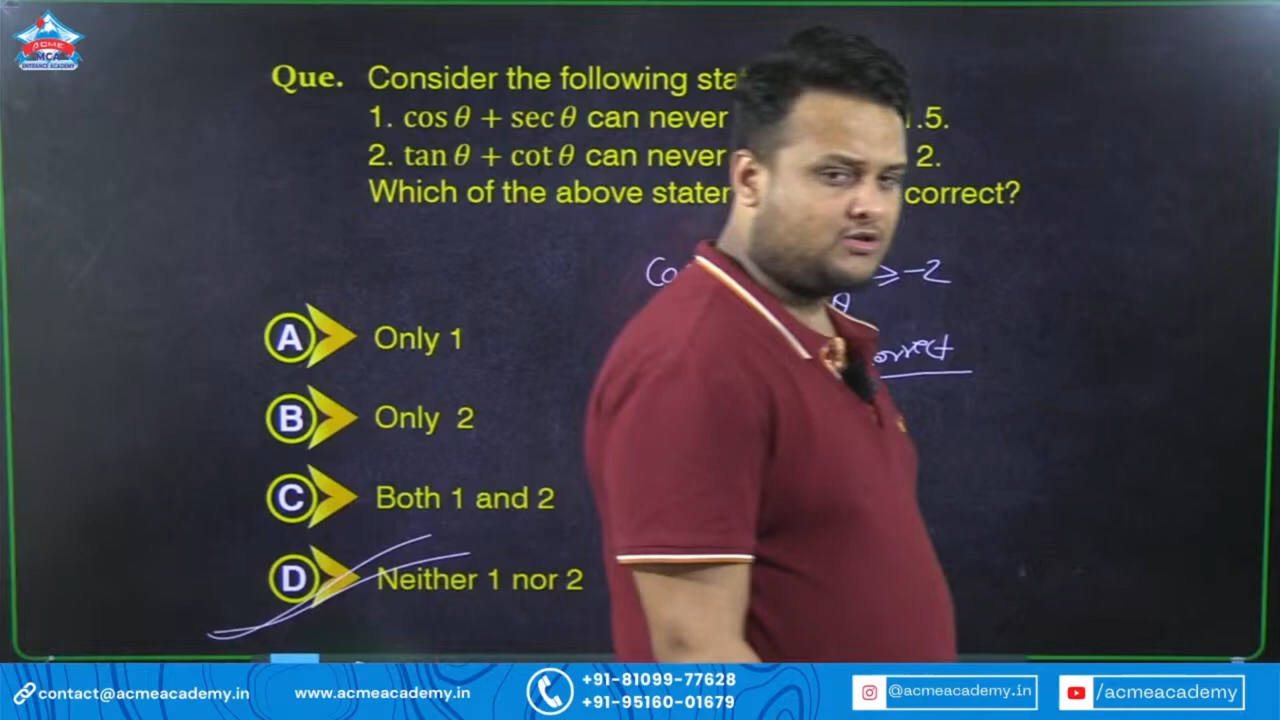 ACME
MCA
ENTRANCE ACADEMY
Que. Consider the following
1. cos θ + sec θ can never .5.
2. tan θ + cot θ can never 2.
Which of the above correct?
⩾ -2
θ
A Only 1
B Only 2
C Both 1 and 2
D Neither 1 nor 2
contact@acmeacademy.in
www.acmeacademy.in
+91-81099-77628
+91-95160-01679
@acmeacademy.in
/acmeacademy